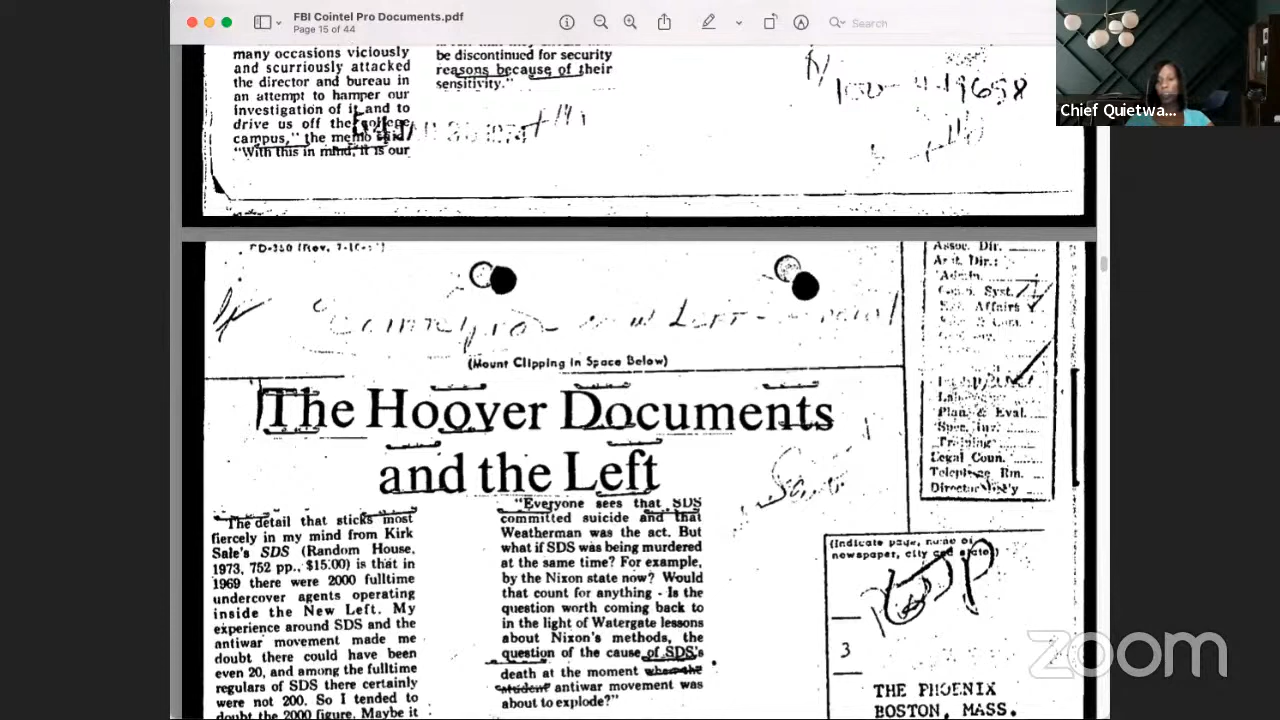 FBI Cointel Pro Documents.pdf
Page 15 of 44
Search
Chief Quietwa...
many occasions viciously
and scurriously attacked
the director and bureau in
an attempt to hamper our
investigation of it and to
drive us off the college
campus," the memo said.
"With this in mind, it is our
be discontinued for security
reasons because of their
sensitivity."
(Mount Clipping in Space Below)
The Hoover Documents
and the Left
The detail that sticks most
fiercely in my mind from Kirk
Sale's SDS (Random House,
1973, 752 pp., $15.00) is that in
1969 there were 2000 fulltime
undercover agents operating
inside the New Left. My
experience around SDS and the
antiwar movement made me
doubt there could have been
even 20, and among the fulltime
regulars of SDS there certainly
were not 200. So I tended to
doubt the 2000 figure. Maybe it
"Everyone sees that SDS
committed suicide and that
Weatherman was the act. But
what if SDS was being murdered
at the same time? For example,
by the Nixon state now? Would
that count for anything - Is the
question worth coming back to
in the light of Watergate lessons
about Nixon's methods, the
question of the cause of SDS's
death at the moment when the
student antiwar movement was
about to explode?"
Assoc. Dir.
Asst. Dir.:
Admin.
Syst.
Affairs
Plan. & Eval.
Spec. Inv.
Training
Legal Coun.
Telephone Rm.
Director Sec'y
(Indicate page, name of
newspaper, city and state.)
3
THE PHOENIX
BOSTON, MASS.
zoom